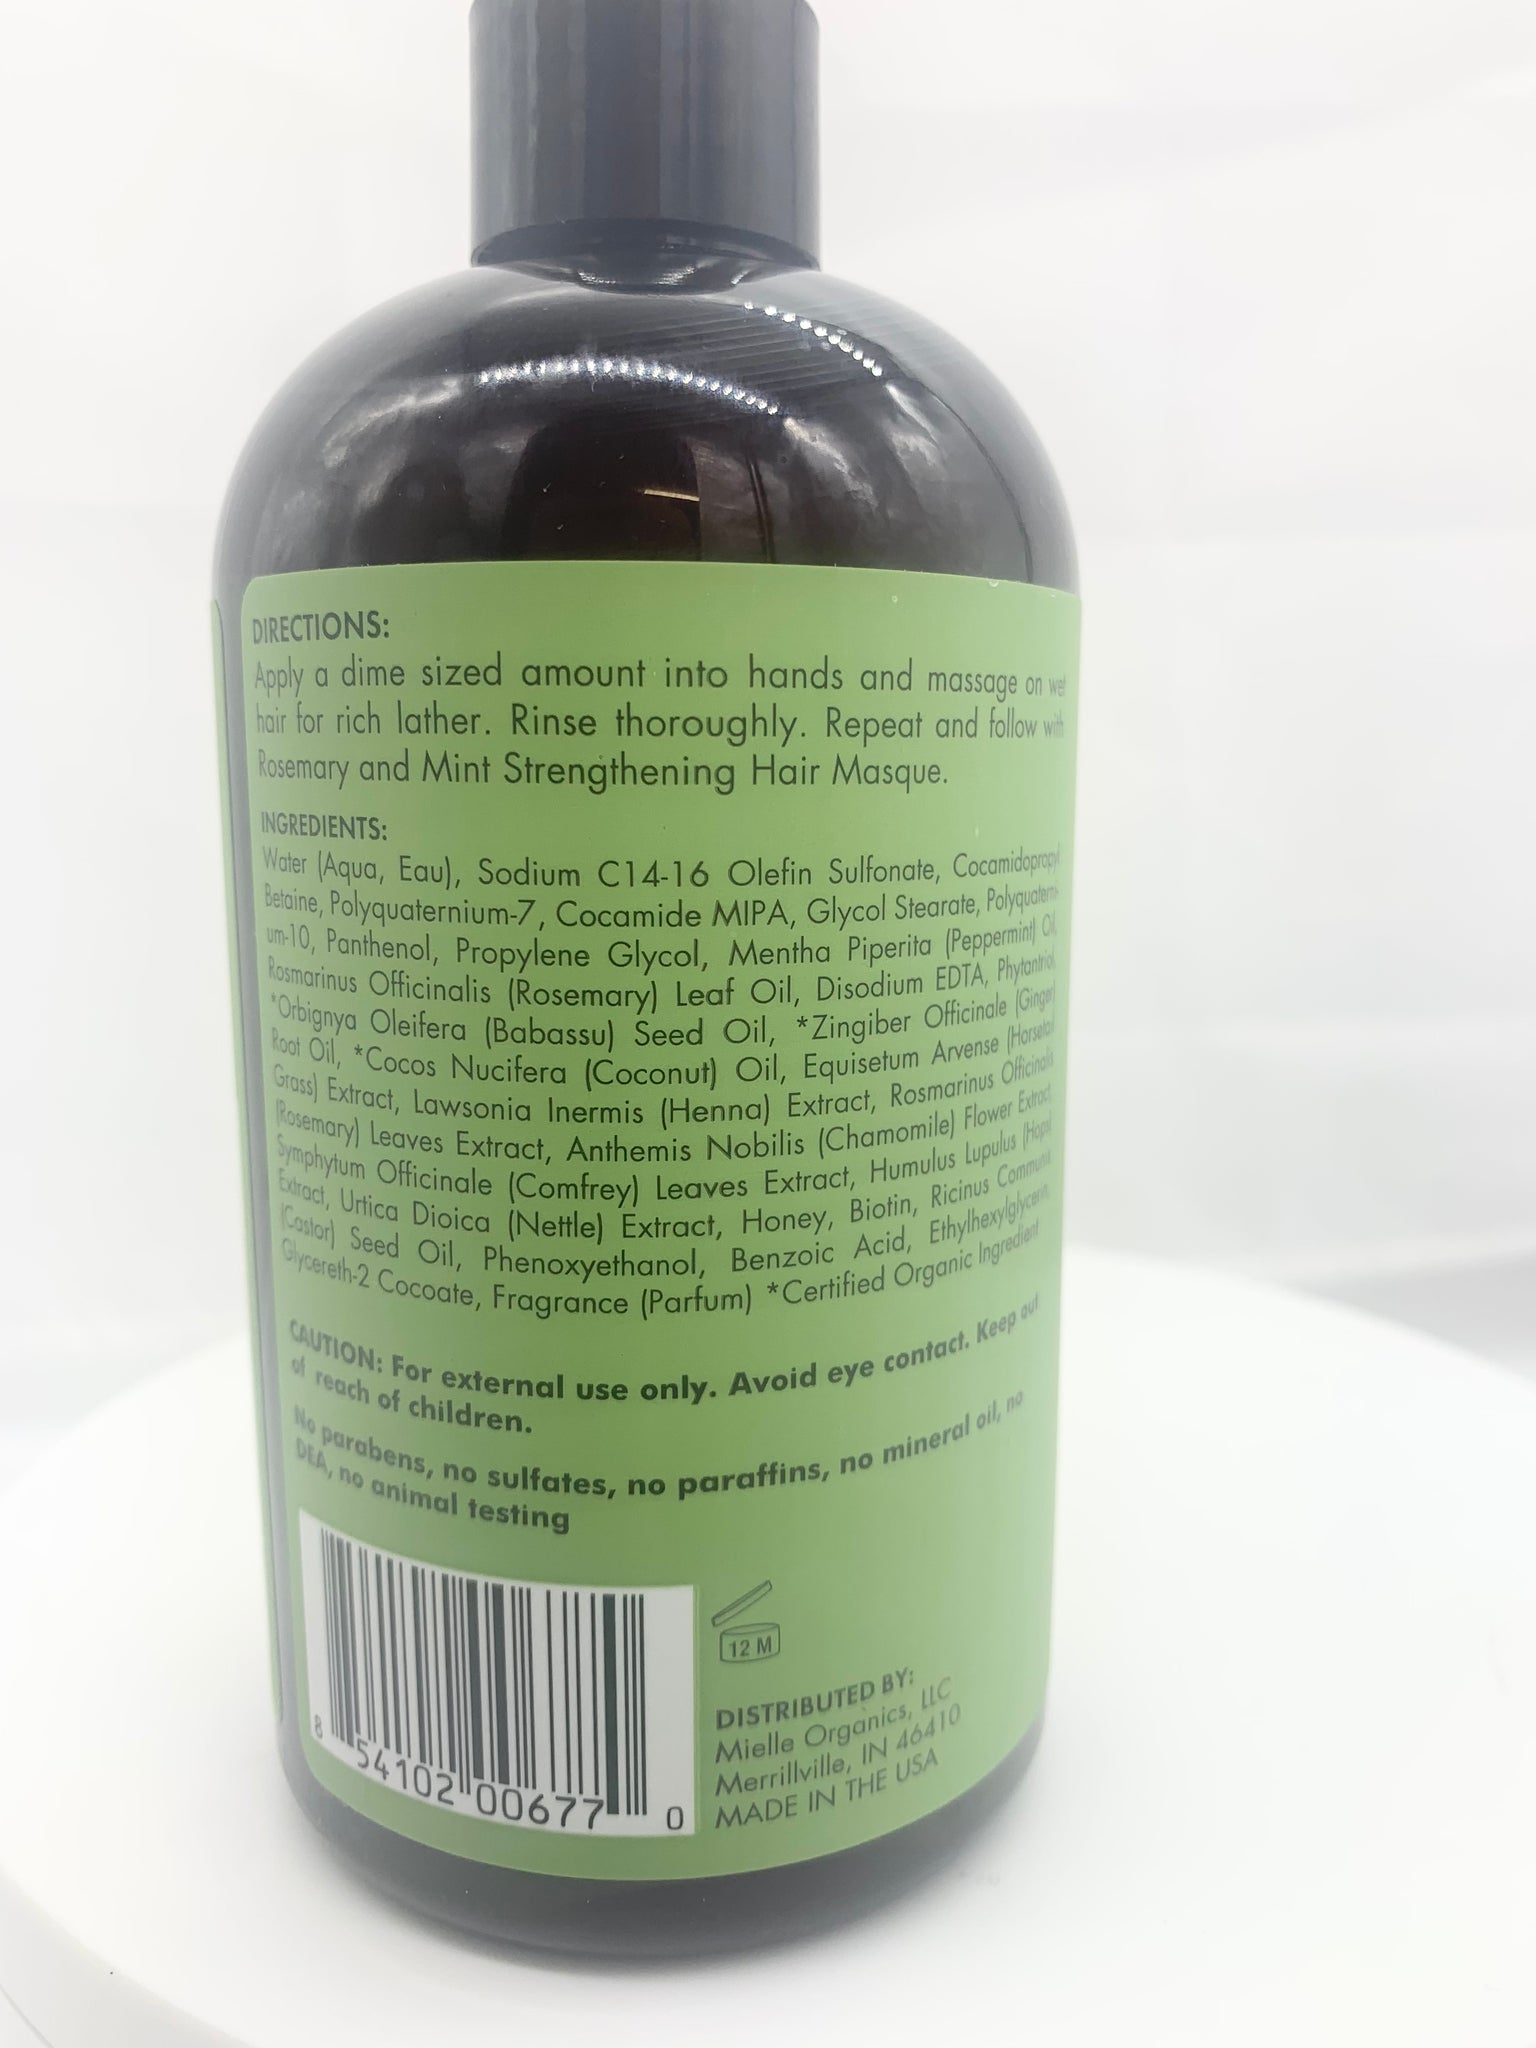 DIRECTIONS:
Apply a dime sized amount into hands and massage on wet
hair for rich lather. Rinse thoroughly. Repeat and follow with
Rosemary and Mint Strengthening Hair Masque.
INGREDIENTS:
Water (Aqua, Eau), Sodium C14-16 Olefin Sulfonate, Cocamidopropyl
Betaine, Polyquaternium-7, Cocamide MIPA, Glycol Stearate, Polyquaterni-
um-10, Panthenol, Propylene Glycol, Mentha Piperita (Peppermint) Oil,
Rosmarinus Officinalis (Rosemary) Leaf Oil, Disodium EDTA, Phytantriol,
*Orbignya Oleifera (Babassu) Seed Oil, *Zingiber Officinale (Ginger)
Root Oil, *Cocos Nucifera (Coconut) Oil, Equisetum Arvense (Horsetail
Grass) Extract, Lawsonia Inermis (Henna) Extract, Rosmarinus Officinalis
(Rosemary) Leaves Extract, Anthemis Nobilis (Chamomile) Flower Extract,
Symphytum Officinale (Comfrey) Leaves Extract, Humulus Lupulus (Hops)
Extract, Urtica Dioica (Nettle) Extract, Honey, Biotin, Ricinus Communis
(Castor) Seed Oil, Phenoxyethanol, Benzoic Acid, Ethylhexylglycerin,
Glycereth-2 Cocoate, Fragrance (Parfum) *Certified Organic Ingredient
CAUTION: For external use only. Avoid eye contact. Keep out
of reach of children.
No parabens, no sulfates, no paraffins, no mineral oil, no
DEA, no animal testing
8 54102 00677 0
12 M
DISTRIBUTED BY:
Mielle Organics, LLC
Merrillville, IN 46410
MADE IN THE USA